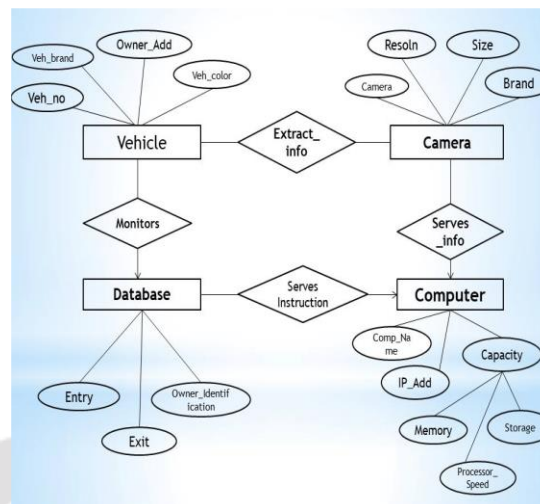 Owner_Add
Resoln
Size
Veh_brand
Veh_color
Camera
Brand
Veh_no
Vehicle
Extract_
info
Camera
Monitors
Serves
_info
Database
Serves
Instruction
Computer
Comp_Na
me
Capacity
IP_Add
Entry
Owner_Identif
ication
Memory
Storage
Exit
Processor_
Speed